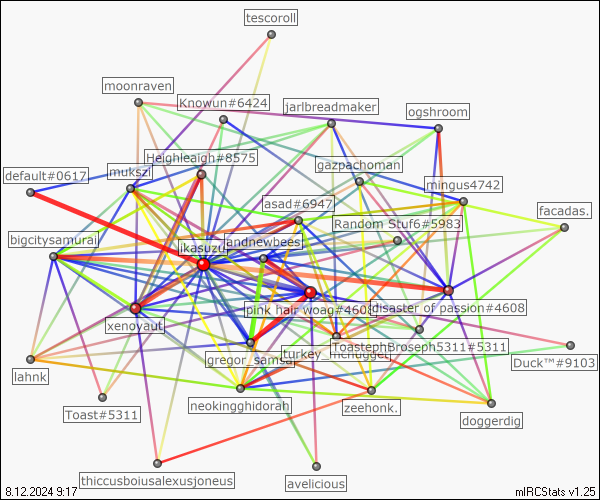 tescoroll
moonraven
Knowun#6424
jarlbreadmaker
ogshroom
default#0617
mukszi
Heighleaigh#8575
gazpachoman
mingus4742
asad#6947
facadas.
Random Stuf6#5983
bigcitysamurai
ikasuzu
andnewbees
xenoyaut
pink hair woag#4608
disaster of passion#4608
gregor_samsa
turkey
ToastephBroseph5311#5311
lahnk
Duck™#9103
Toast#5311
neokingghidorah
zeehonk.
doggerdig
thiccusboiusalexusjoneus
avelicious
8.12.2024 9:17
mIRCStats v1.25